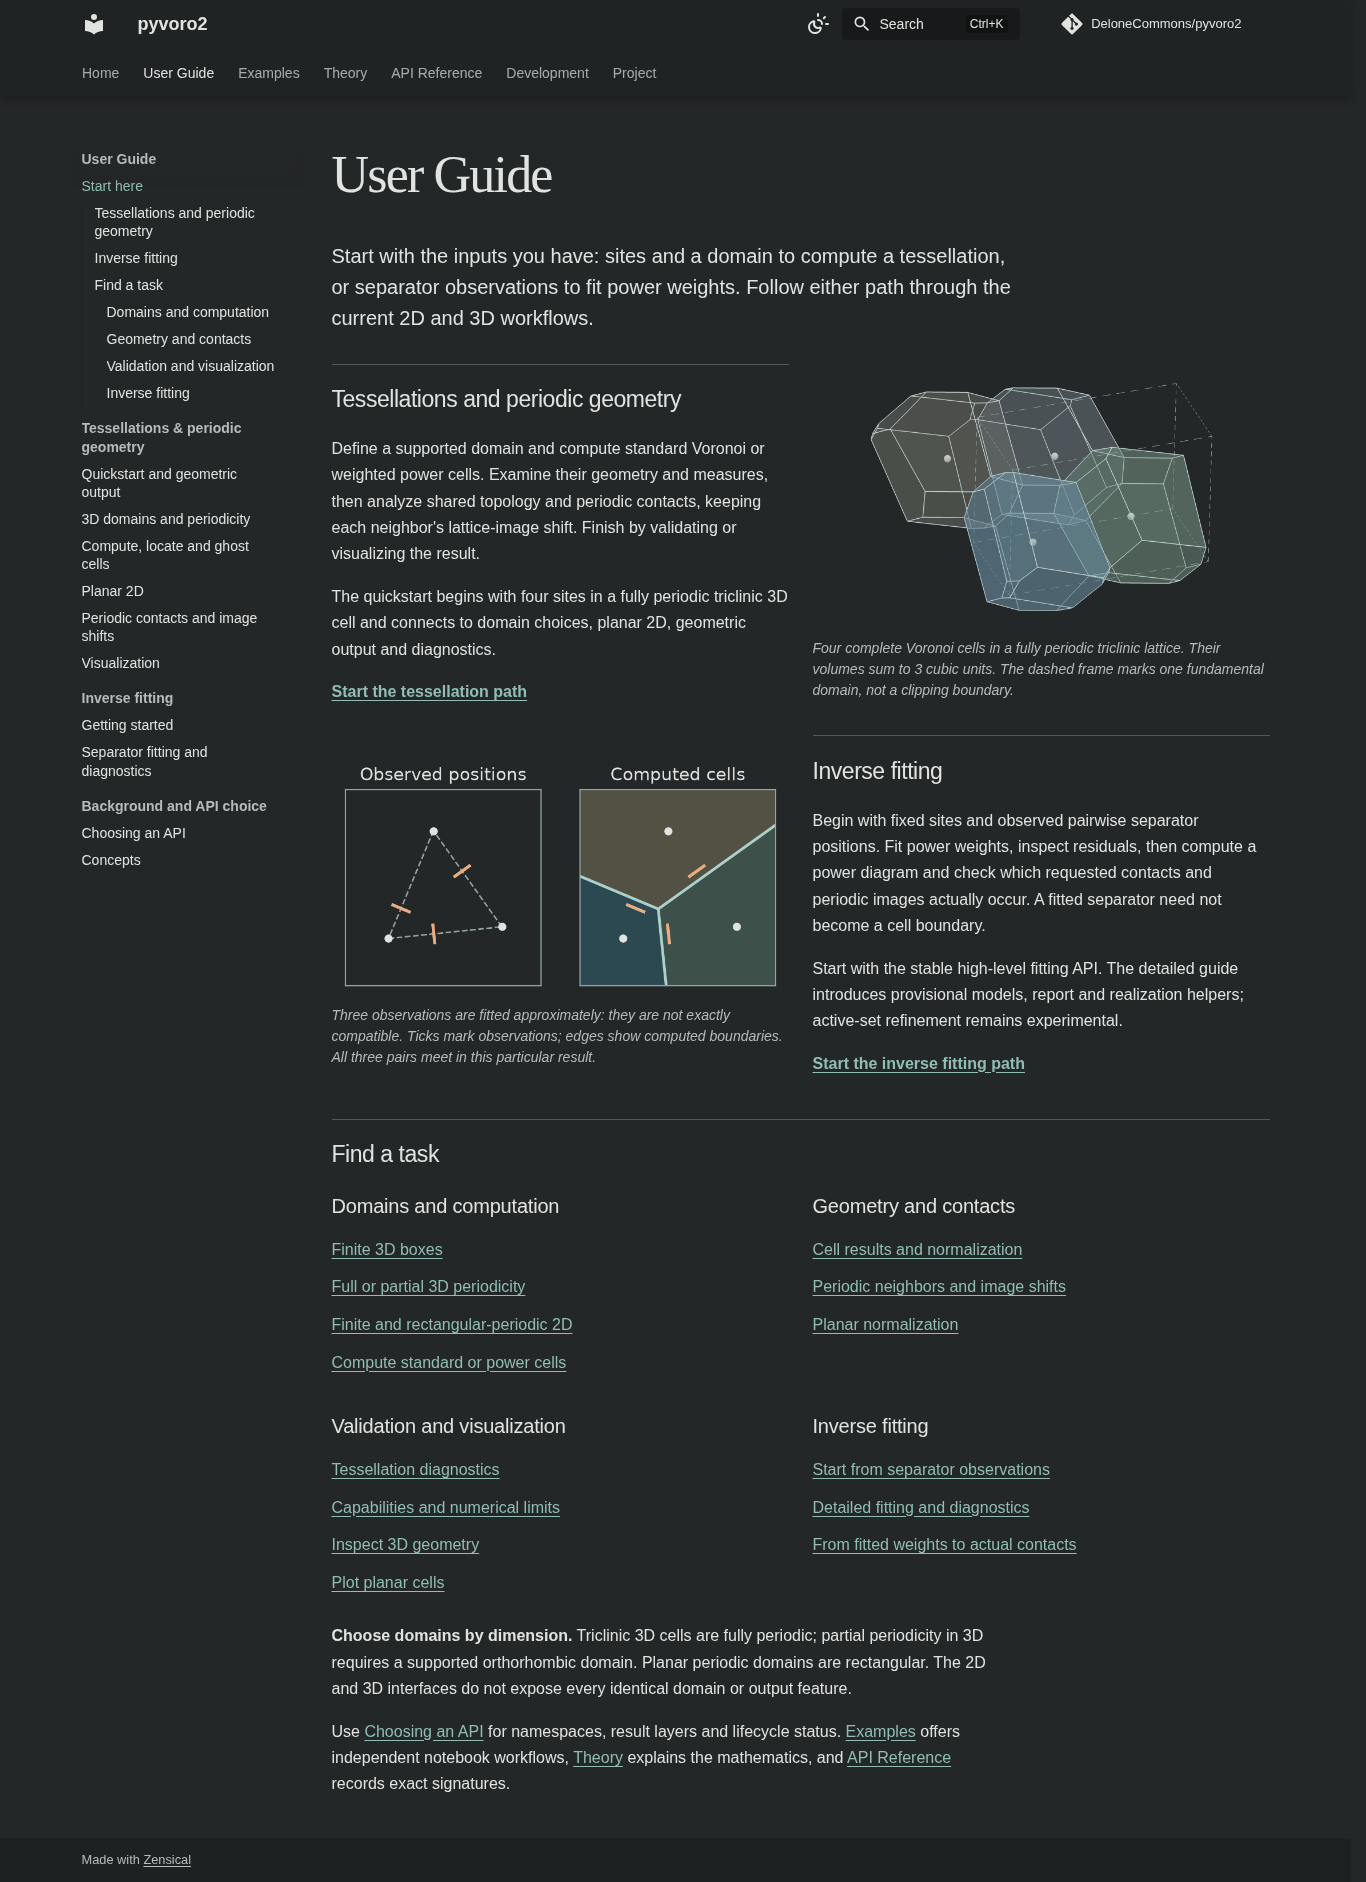 pyvoro2
Search
Ctrl+K
DeloneCommons/pyvoro2
Home
User Guide
Examples
Theory
API Reference
Development
Project
User Guide
Start here
Tessellations and periodic
geometry
Inverse fitting
Find a task
Domains and computation
Geometry and contacts
Validation and visualization
Inverse fitting
Tessellations & periodic
geometry
Quickstart and geometric
output
3D domains and periodicity
Compute, locate and ghost
cells
Planar 2D
Periodic contacts and image
shifts
Visualization
Inverse fitting
Getting started
Separator fitting and
diagnostics
Background and API choice
Choosing an API
Concepts
User Guide
Start with the inputs you have: sites and a domain to compute a tessellation,
or separator observations to fit power weights. Follow either path through the
current 2D and 3D workflows.
Tessellations and periodic geometry
Define a supported domain and compute standard Voronoi or
weighted power cells. Examine their geometry and measures,
then analyze shared topology and periodic contacts, keeping
each neighbor's lattice-image shift. Finish by validating or
visualizing the result.
The quickstart begins with four sites in a fully periodic triclinic 3D
cell and connects to domain choices, planar 2D, geometric
output and diagnostics.
Start the tessellation path
Four complete Voronoi cells in a fully periodic triclinic lattice. Their
volumes sum to 3 cubic units. The dashed frame marks one fundamental
domain, not a clipping boundary.
Observed positions
Computed cells
Three observations are fitted approximately: they are not exactly
compatible. Ticks mark observations; edges show computed boundaries.
All three pairs meet in this particular result.
Inverse fitting
Begin with fixed sites and observed pairwise separator
positions. Fit power weights, inspect residuals, then compute a
power diagram and check which requested contacts and
periodic images actually occur. A fitted separator need not
become a cell boundary.
Start with the stable high-level fitting API. The detailed guide
introduces provisional models, report and realization helpers;
active-set refinement remains experimental.
Start the inverse fitting path
Find a task
Domains and computation
Finite 3D boxes
Full or partial 3D periodicity
Finite and rectangular-periodic 2D
Compute standard or power cells
Geometry and contacts
Cell results and normalization
Periodic neighbors and image shifts
Planar normalization
Validation and visualization
Tessellation diagnostics
Capabilities and numerical limits
Inspect 3D geometry
Plot planar cells
Inverse fitting
Start from separator observations
Detailed fitting and diagnostics
From fitted weights to actual contacts
Choose domains by dimension. Triclinic 3D cells are fully periodic; partial periodicity in 3D
requires a supported orthorhombic domain. Planar periodic domains are rectangular. The 2D
and 3D interfaces do not expose every identical domain or output feature.
Use Choosing an API for namespaces, result layers and lifecycle status. Examples offers
independent notebook workflows, Theory explains the mathematics, and API Reference
records exact signatures.
Made with Zensical